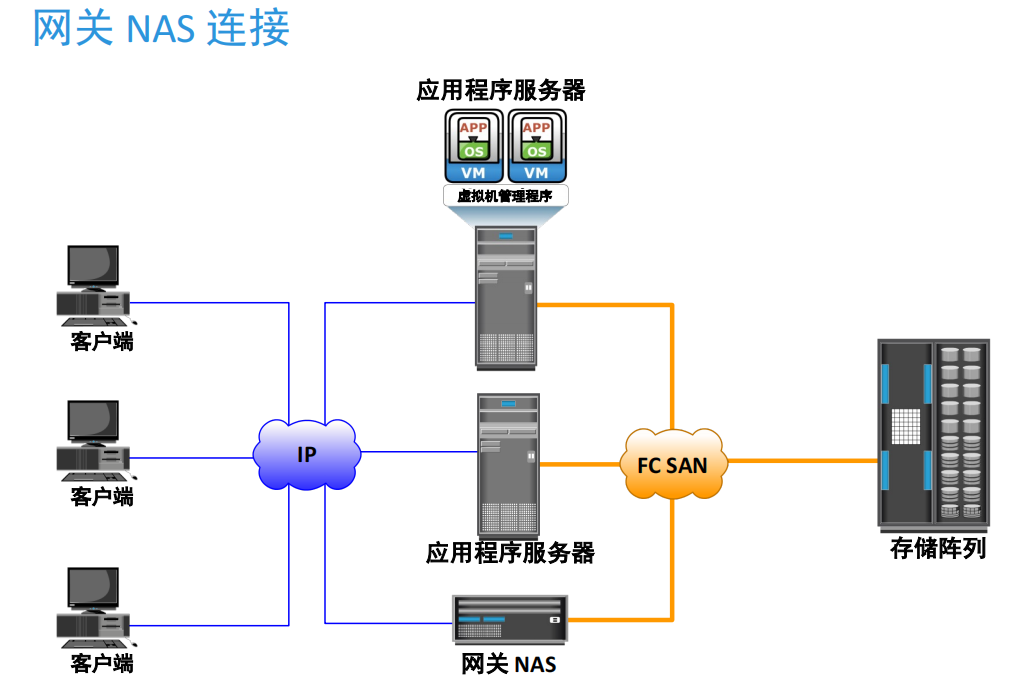 网关 NAS 连接
应用程序服务器
APP
APP
OS
OS
VM
VM
虚拟机管理程序
客户端
客户端
IP
FC SAN
应用程序服务器
存储阵列
客户端
网关 NAS